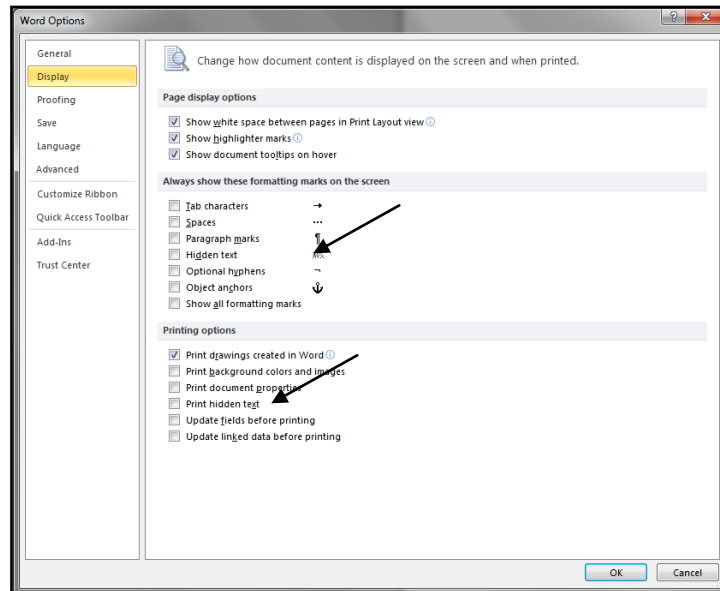 Word Options
General
Display
Proofing
Save
Language
Advanced
Customize Ribbon
Quick Access Toolbar
Add-Ins
Trust Center
Change how document content is displayed on the screen and when printed.
Page display options
Show white space between pages in Print Layout view
Show highlighter marks
Show document tooltips on hover
Always show these formatting marks on the screen
Tab characters →
Spaces ...
Paragraph marks ¶
Hidden text abc
Optional hyphens ¬
Object anchors
Show all formatting marks
Printing options
Print drawings created in Word
Print background colors and images
Print document properties
Print hidden text
Update fields before printing
Update linked data before printing
OK Cancel